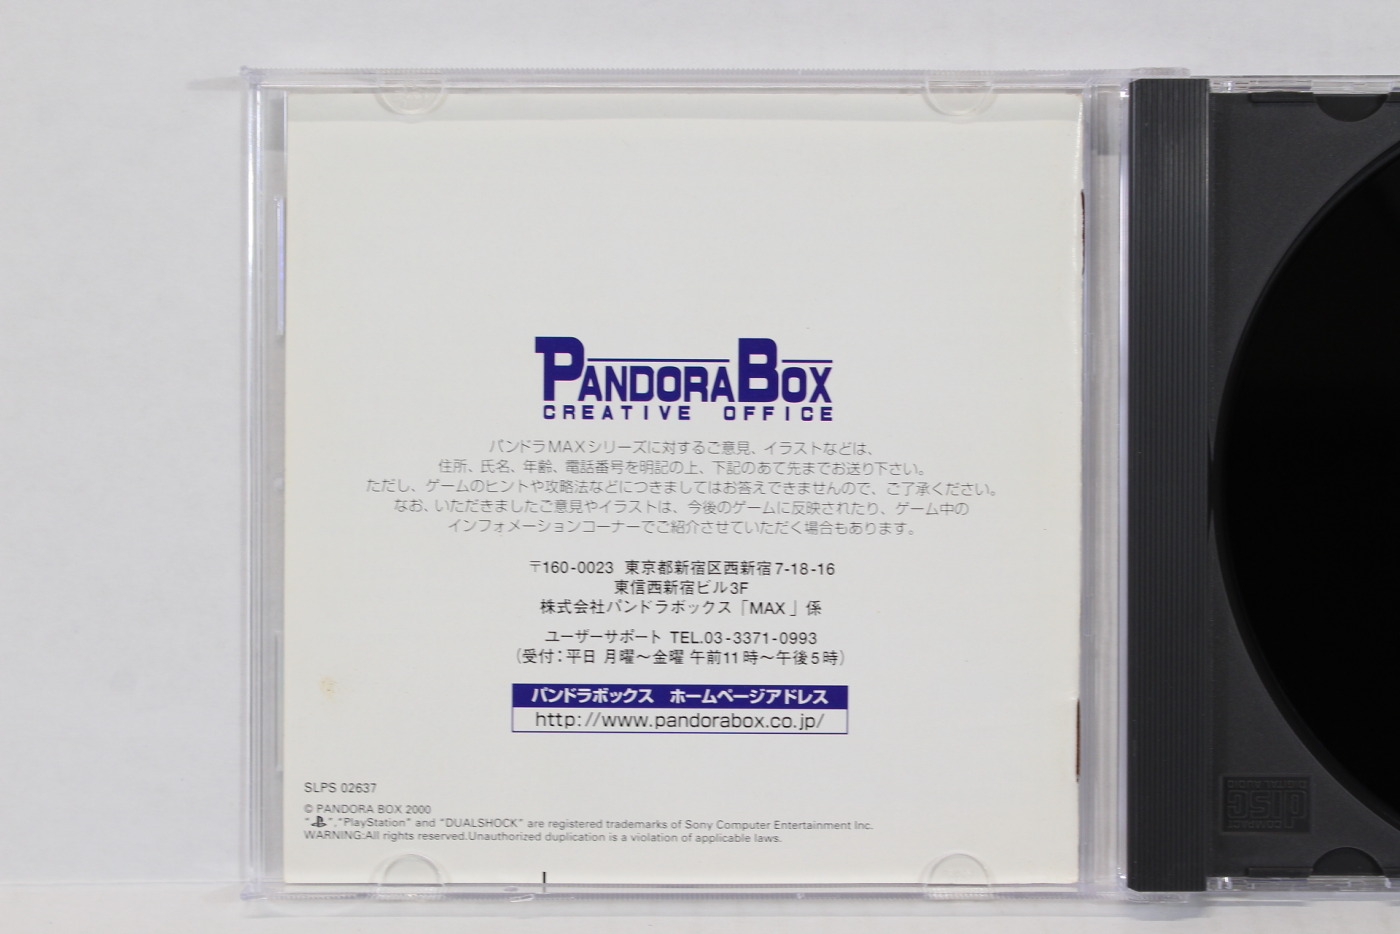 PANDORA BOX
CREATIVE OFFICE
パンドラMAXシリーズに対するご意見、イラストなどは、
住所、氏名、年齢、電話番号を明記の上、下記のあて先までお送り下さい。
ただし、ゲームのヒントや攻略法などにつきましてはお答えできませんので、ご了承ください。
なお、いただきましたご意見やイラストは、今後のゲームに反映されたり、ゲーム中の
インフォメーションコーナーでご紹介させていただく場合もあります。
〒160-0023 東京都新宿区西新宿7-18-16
東信西新宿ビル3F
株式会社パンドラボックス「MAX」係
ユーザーサポート TEL.03-3371-0993
(受付：平日 月曜〜金曜 午前11時〜午後5時)
パンドラボックス ホームページアドレス
http://www.pandorabox.co.jp/
SLPS 02637
© PANDORA BOX 2000
“ ”,“PlayStation” and “DUALSHOCK” are registered trademarks of Sony Computer Entertainment Inc.
WARNING:All rights reserved.Unauthorized duplication is a violation of applicable laws.
COMPACT
disc
DIGITAL AUDIO